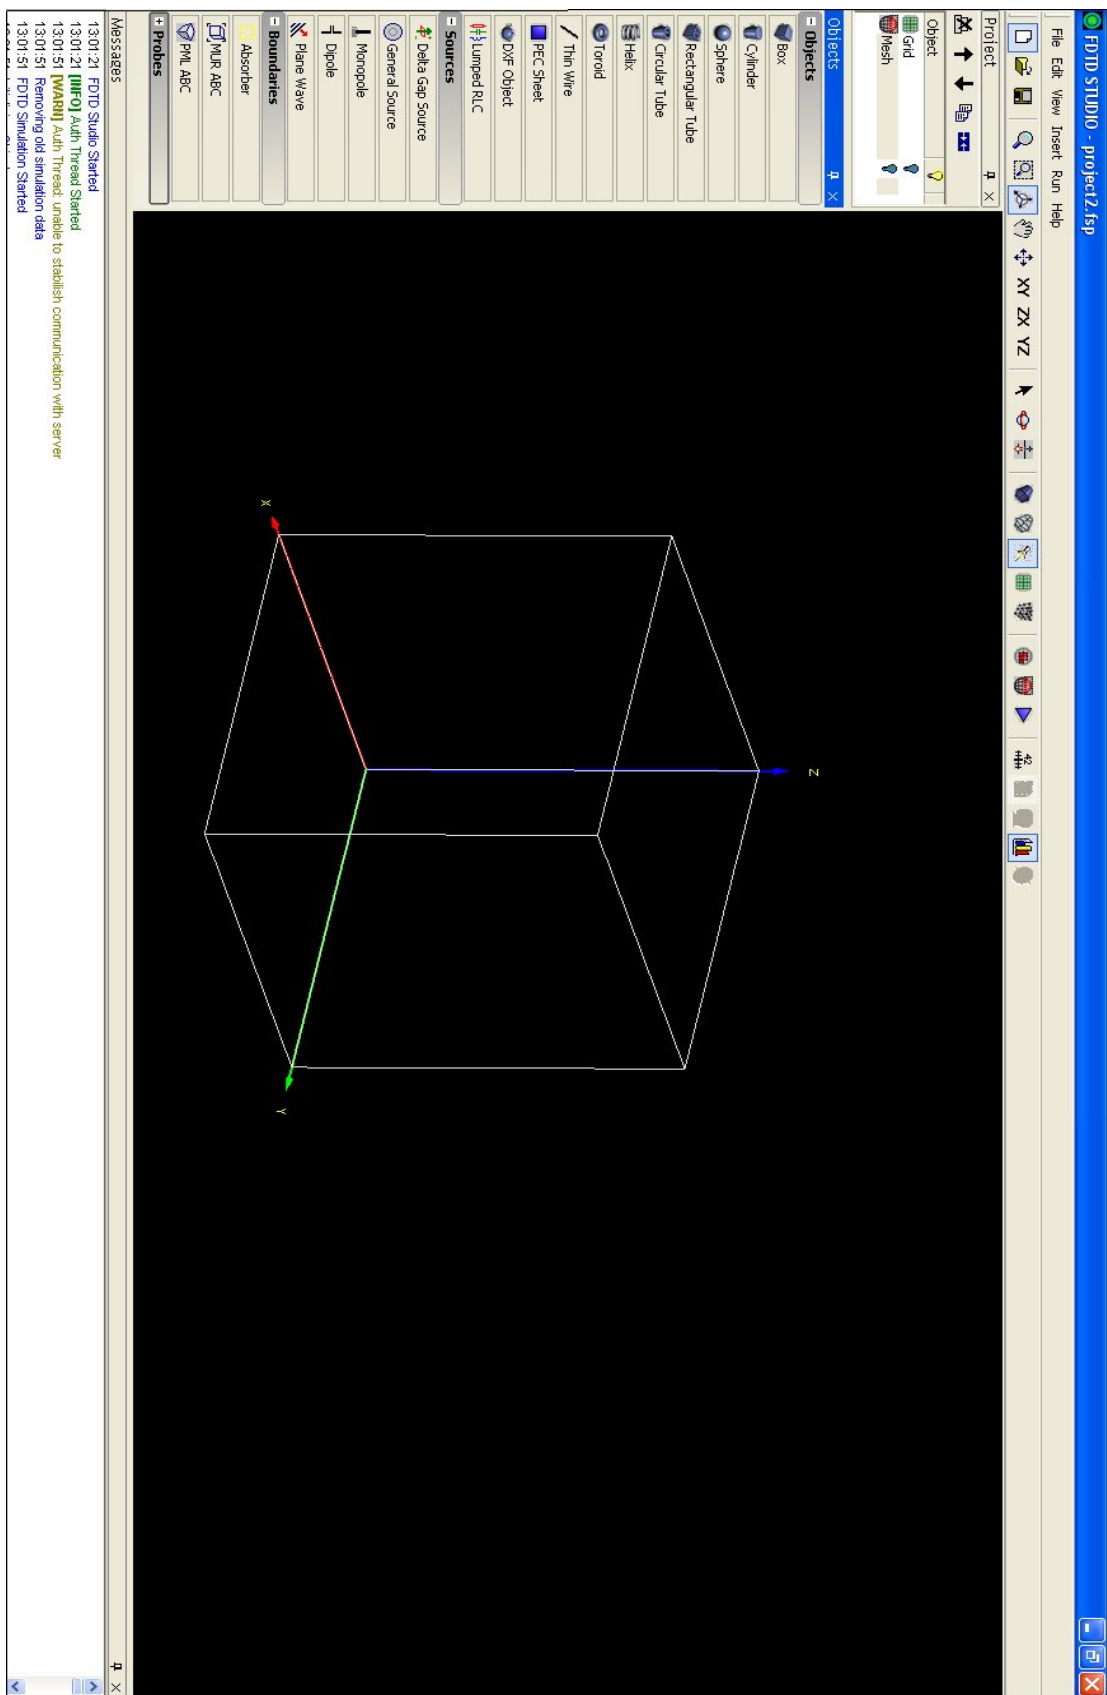 FDTD STUDIO - project2.fsp
File Edit View Insert Run Help
XY ZX YZ 42
Project
Object
Grid
Mesh
Objects
Objects
Box
Cylinder
Sphere
Rectangular Tube
Circular Tube
Helix
Toroid
Thin Wire
PEC Sheet
DXF Object
Lumped RLC
Sources
Delta Gap Source
General Source
Monopole
Dipole
Plane Wave
Boundaries
Absorber
MUR ABC
PML ABC
Probes
Z
X
Y
Messages
13:01:21 FDTD Studio Started
13:01:21 [INFO] Auth Thread Started
13:01:51 [WARN] Auth Thread: unable to stabilish communication with server
13:01:51 Removing old simulation data
13:01:51 FDTD Simulation Started